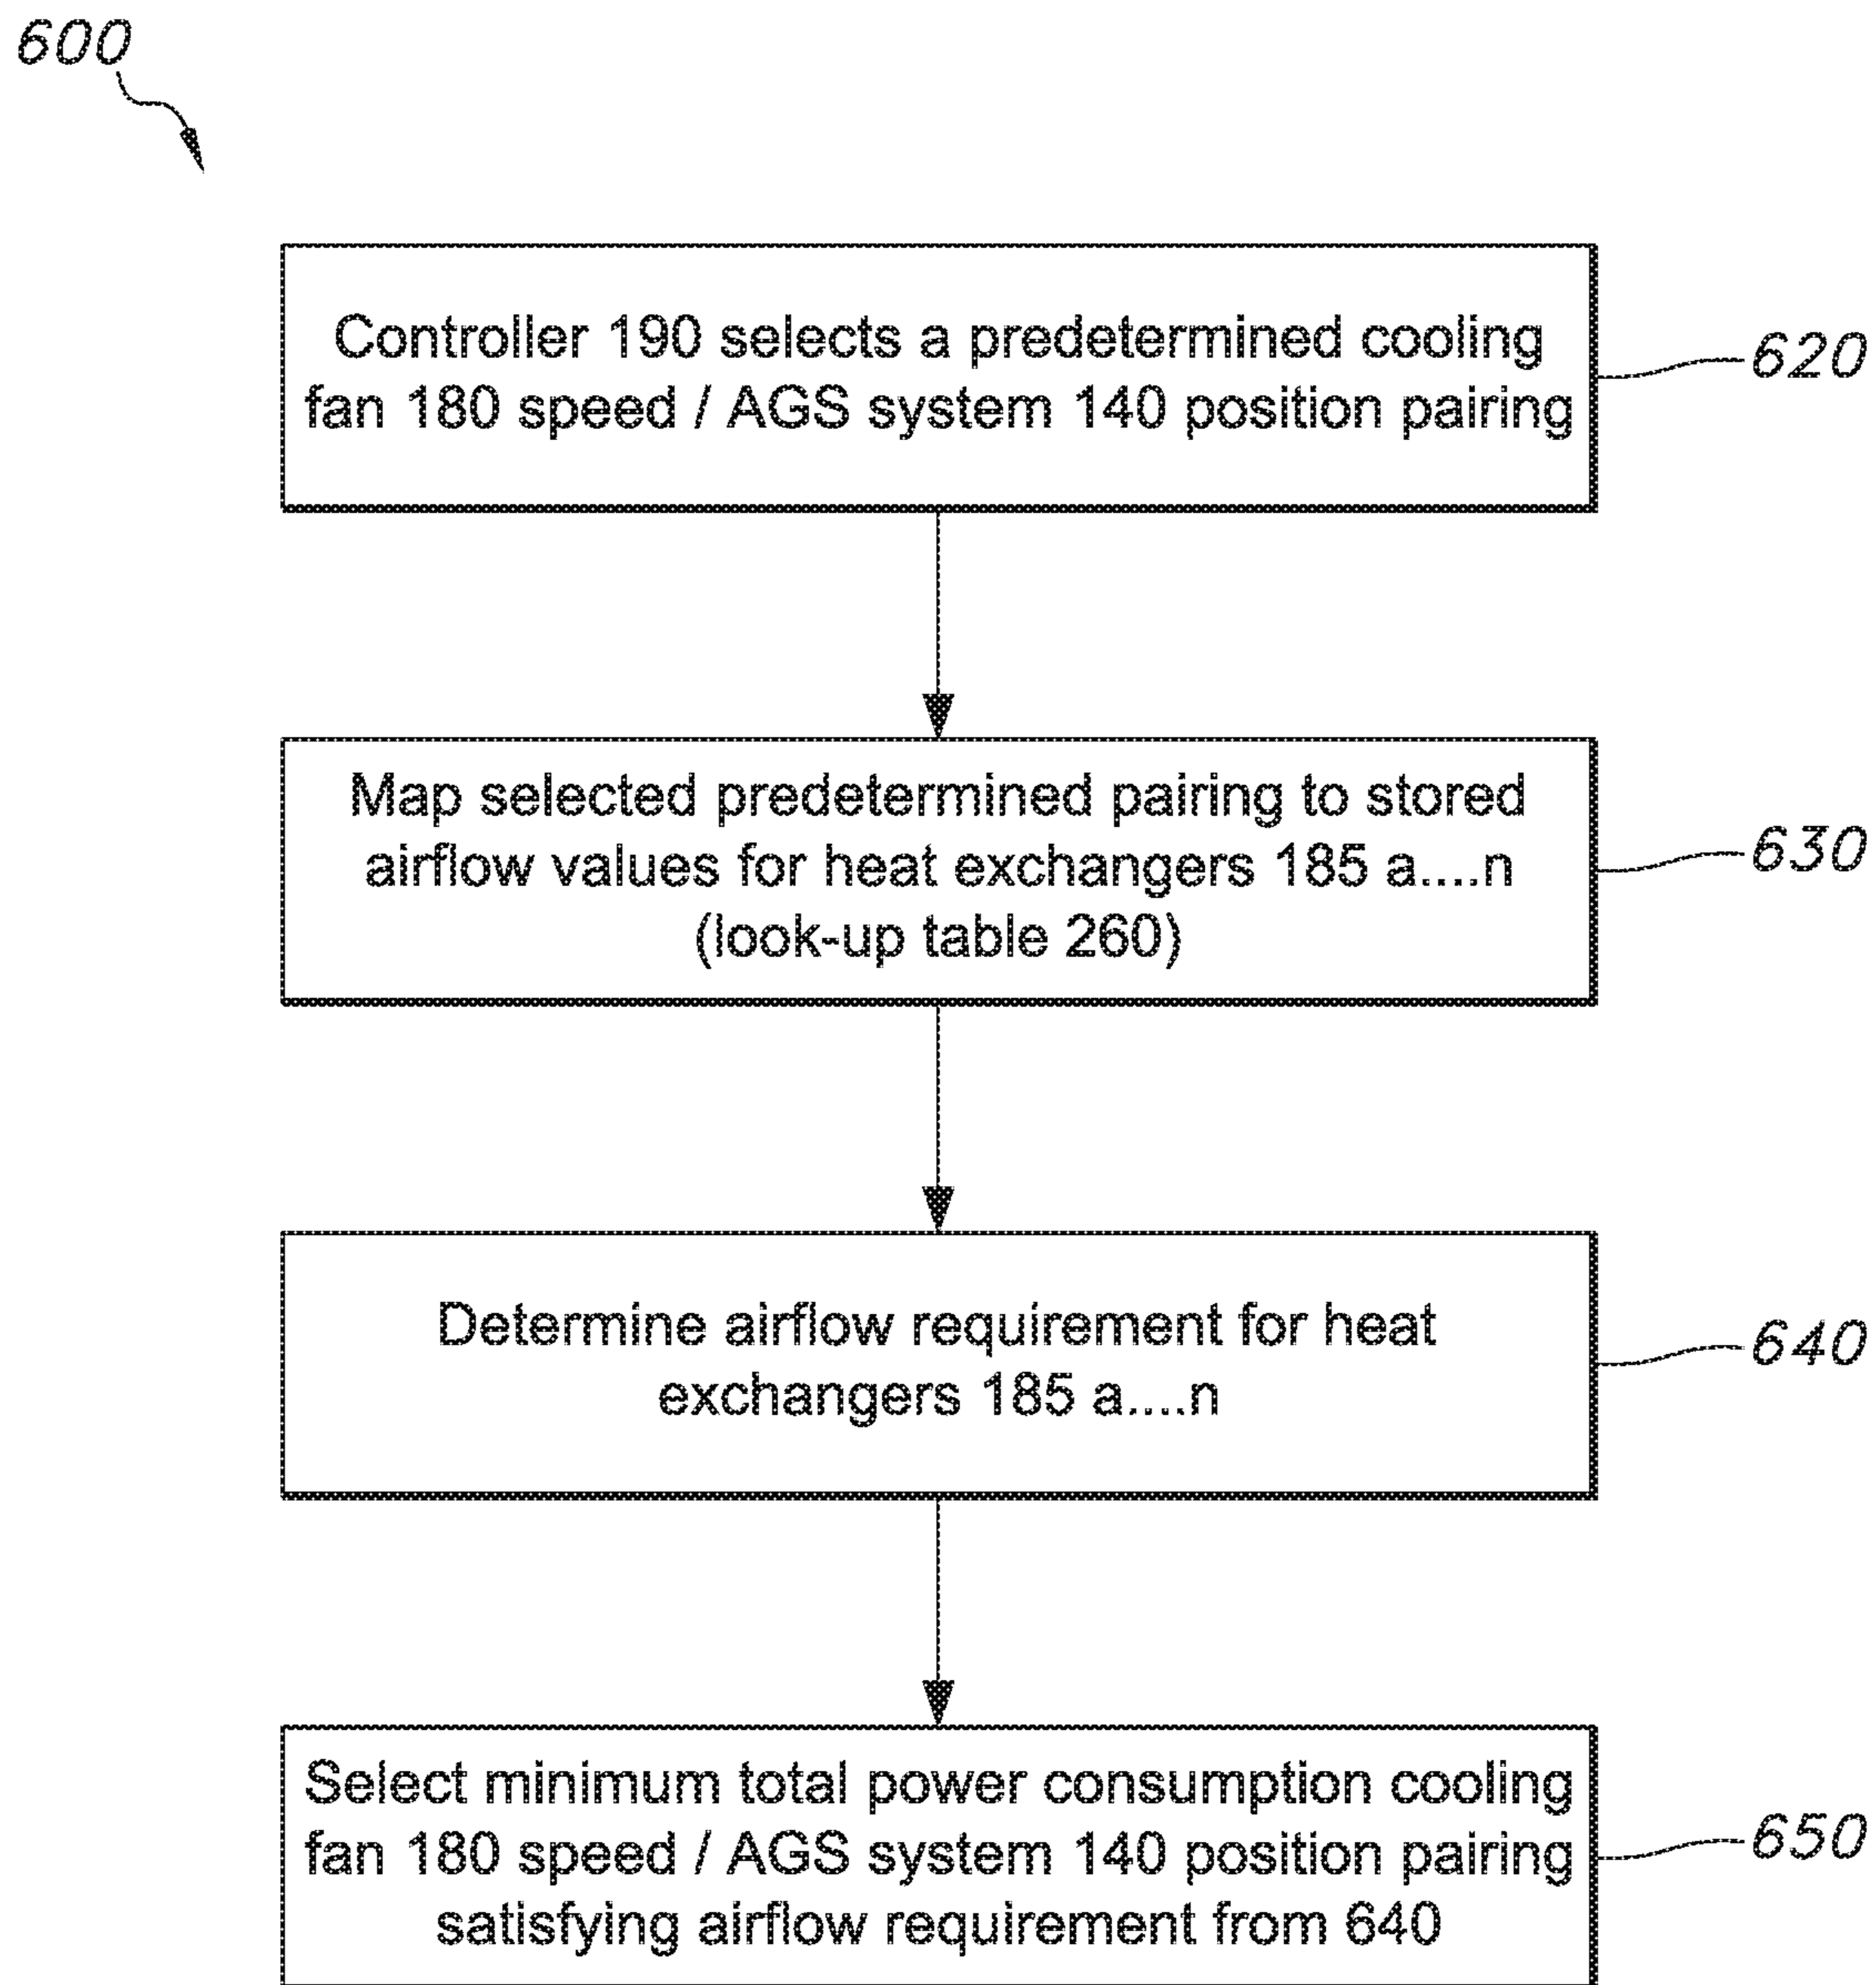 600
Controller 190 selects a predetermined cooling
fan 180 speed / AGS system 140 position pairing
620
Map selected predetermined pairing to stored
airflow values for heat exchangers 185 a....n
(look-up table 260)
630
Determine airflow requirement for heat
exchangers 185 a....n
640
Select minimum total power consumption cooling
fan 180 speed / AGS system 140 position pairing
satisfying airflow requirement from 640
650